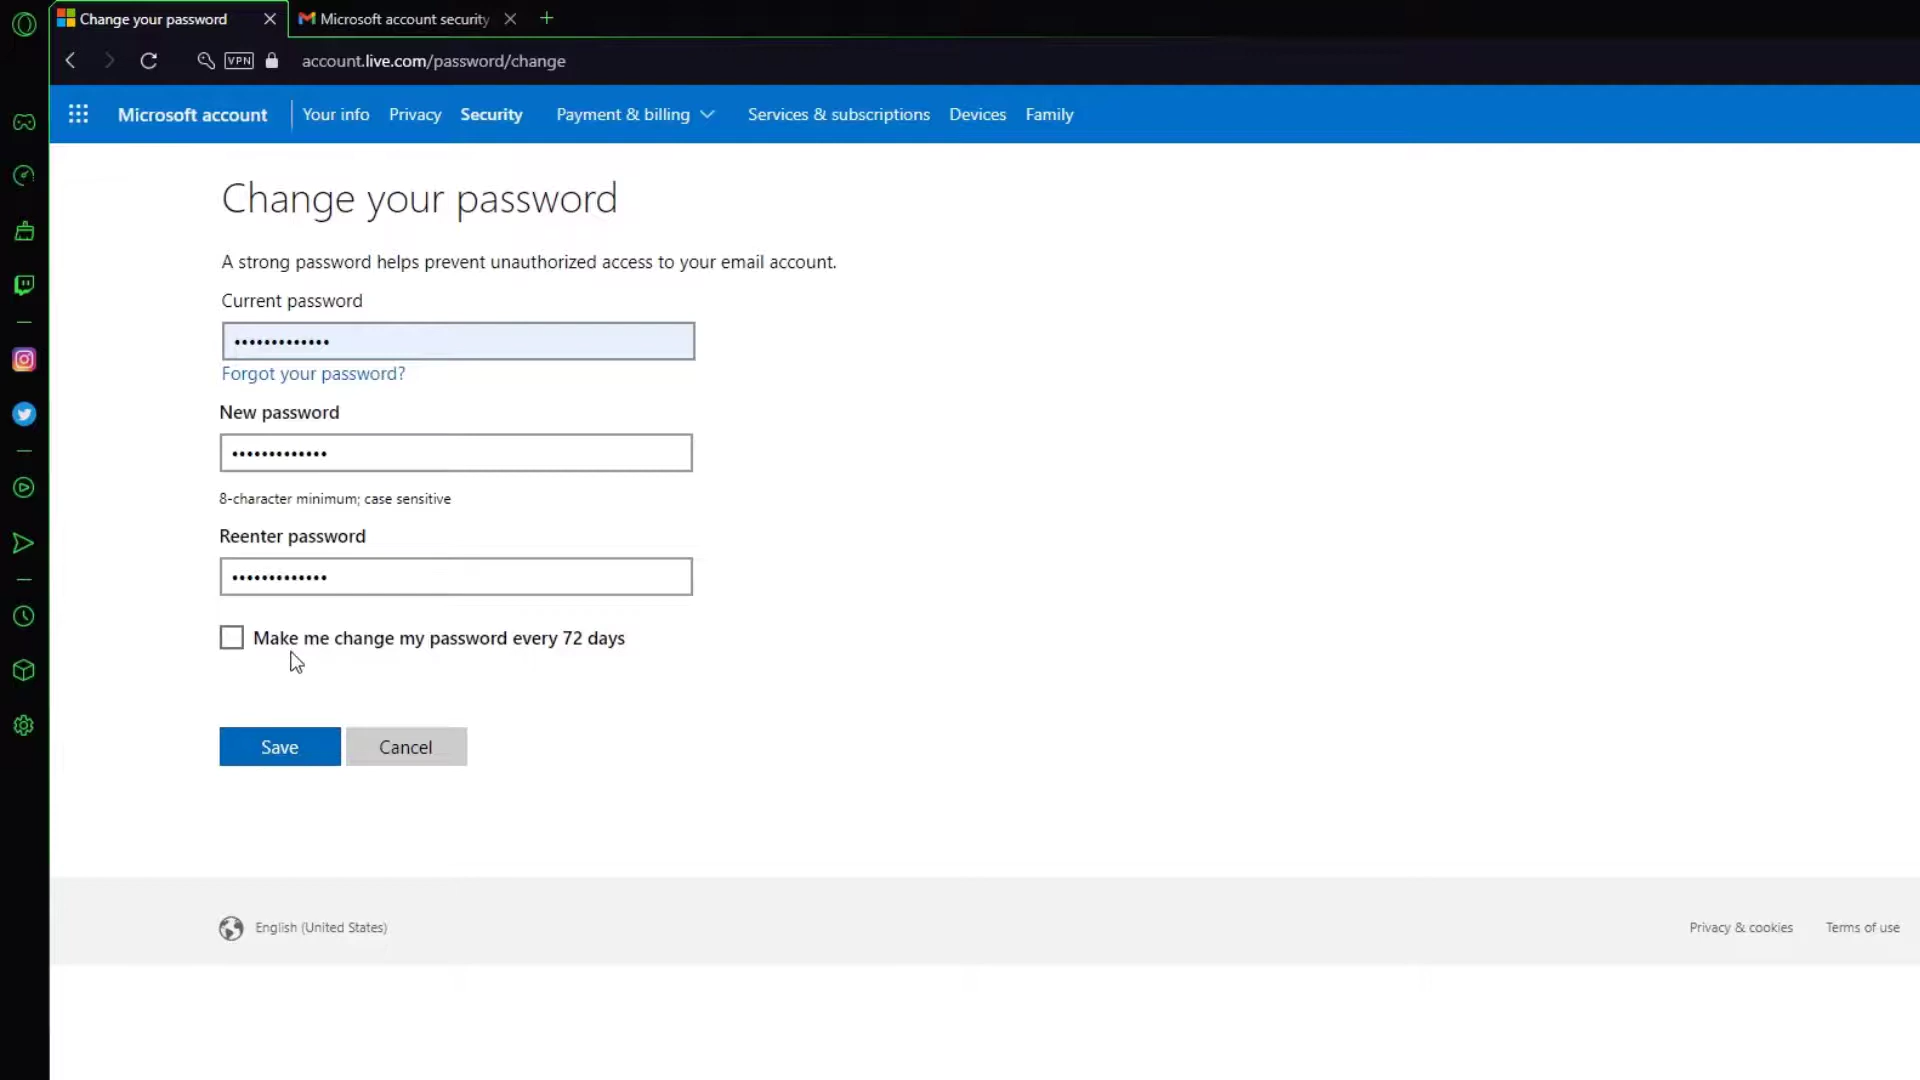 Change your password
Microsoft account security
VPN
account.live.com/password/change
Microsoft account
Your info
Privacy
Security
Payment & billing
Services & subscriptions
Devices
Family
Change your password
A strong password helps prevent unauthorized access to your email account.
Current password
•••••••••••••
Forgot your password?
New password
•••••••••••••
8-character minimum; case sensitive
Reenter password
•••••••••••••
Make me change my password every 72 days
Save
Cancel
English (United States)
Privacy & cookies
Terms of use